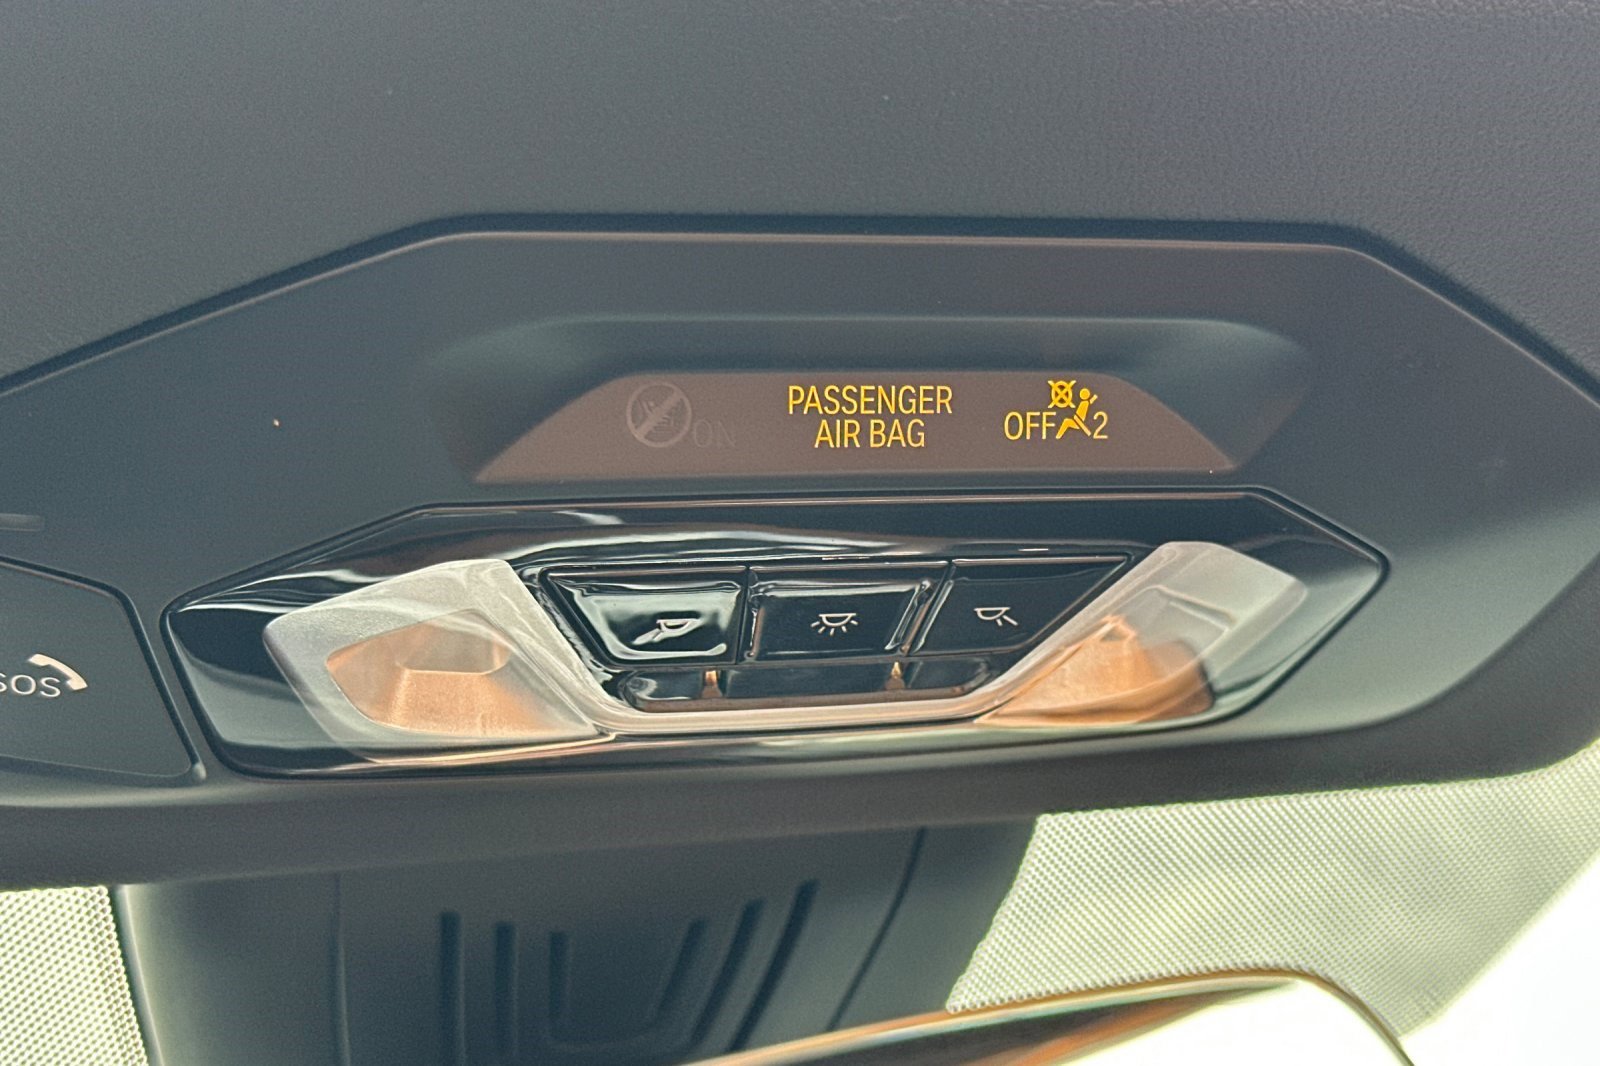 ON
PASSENGER
AIR BAG
OFF 2
SOS